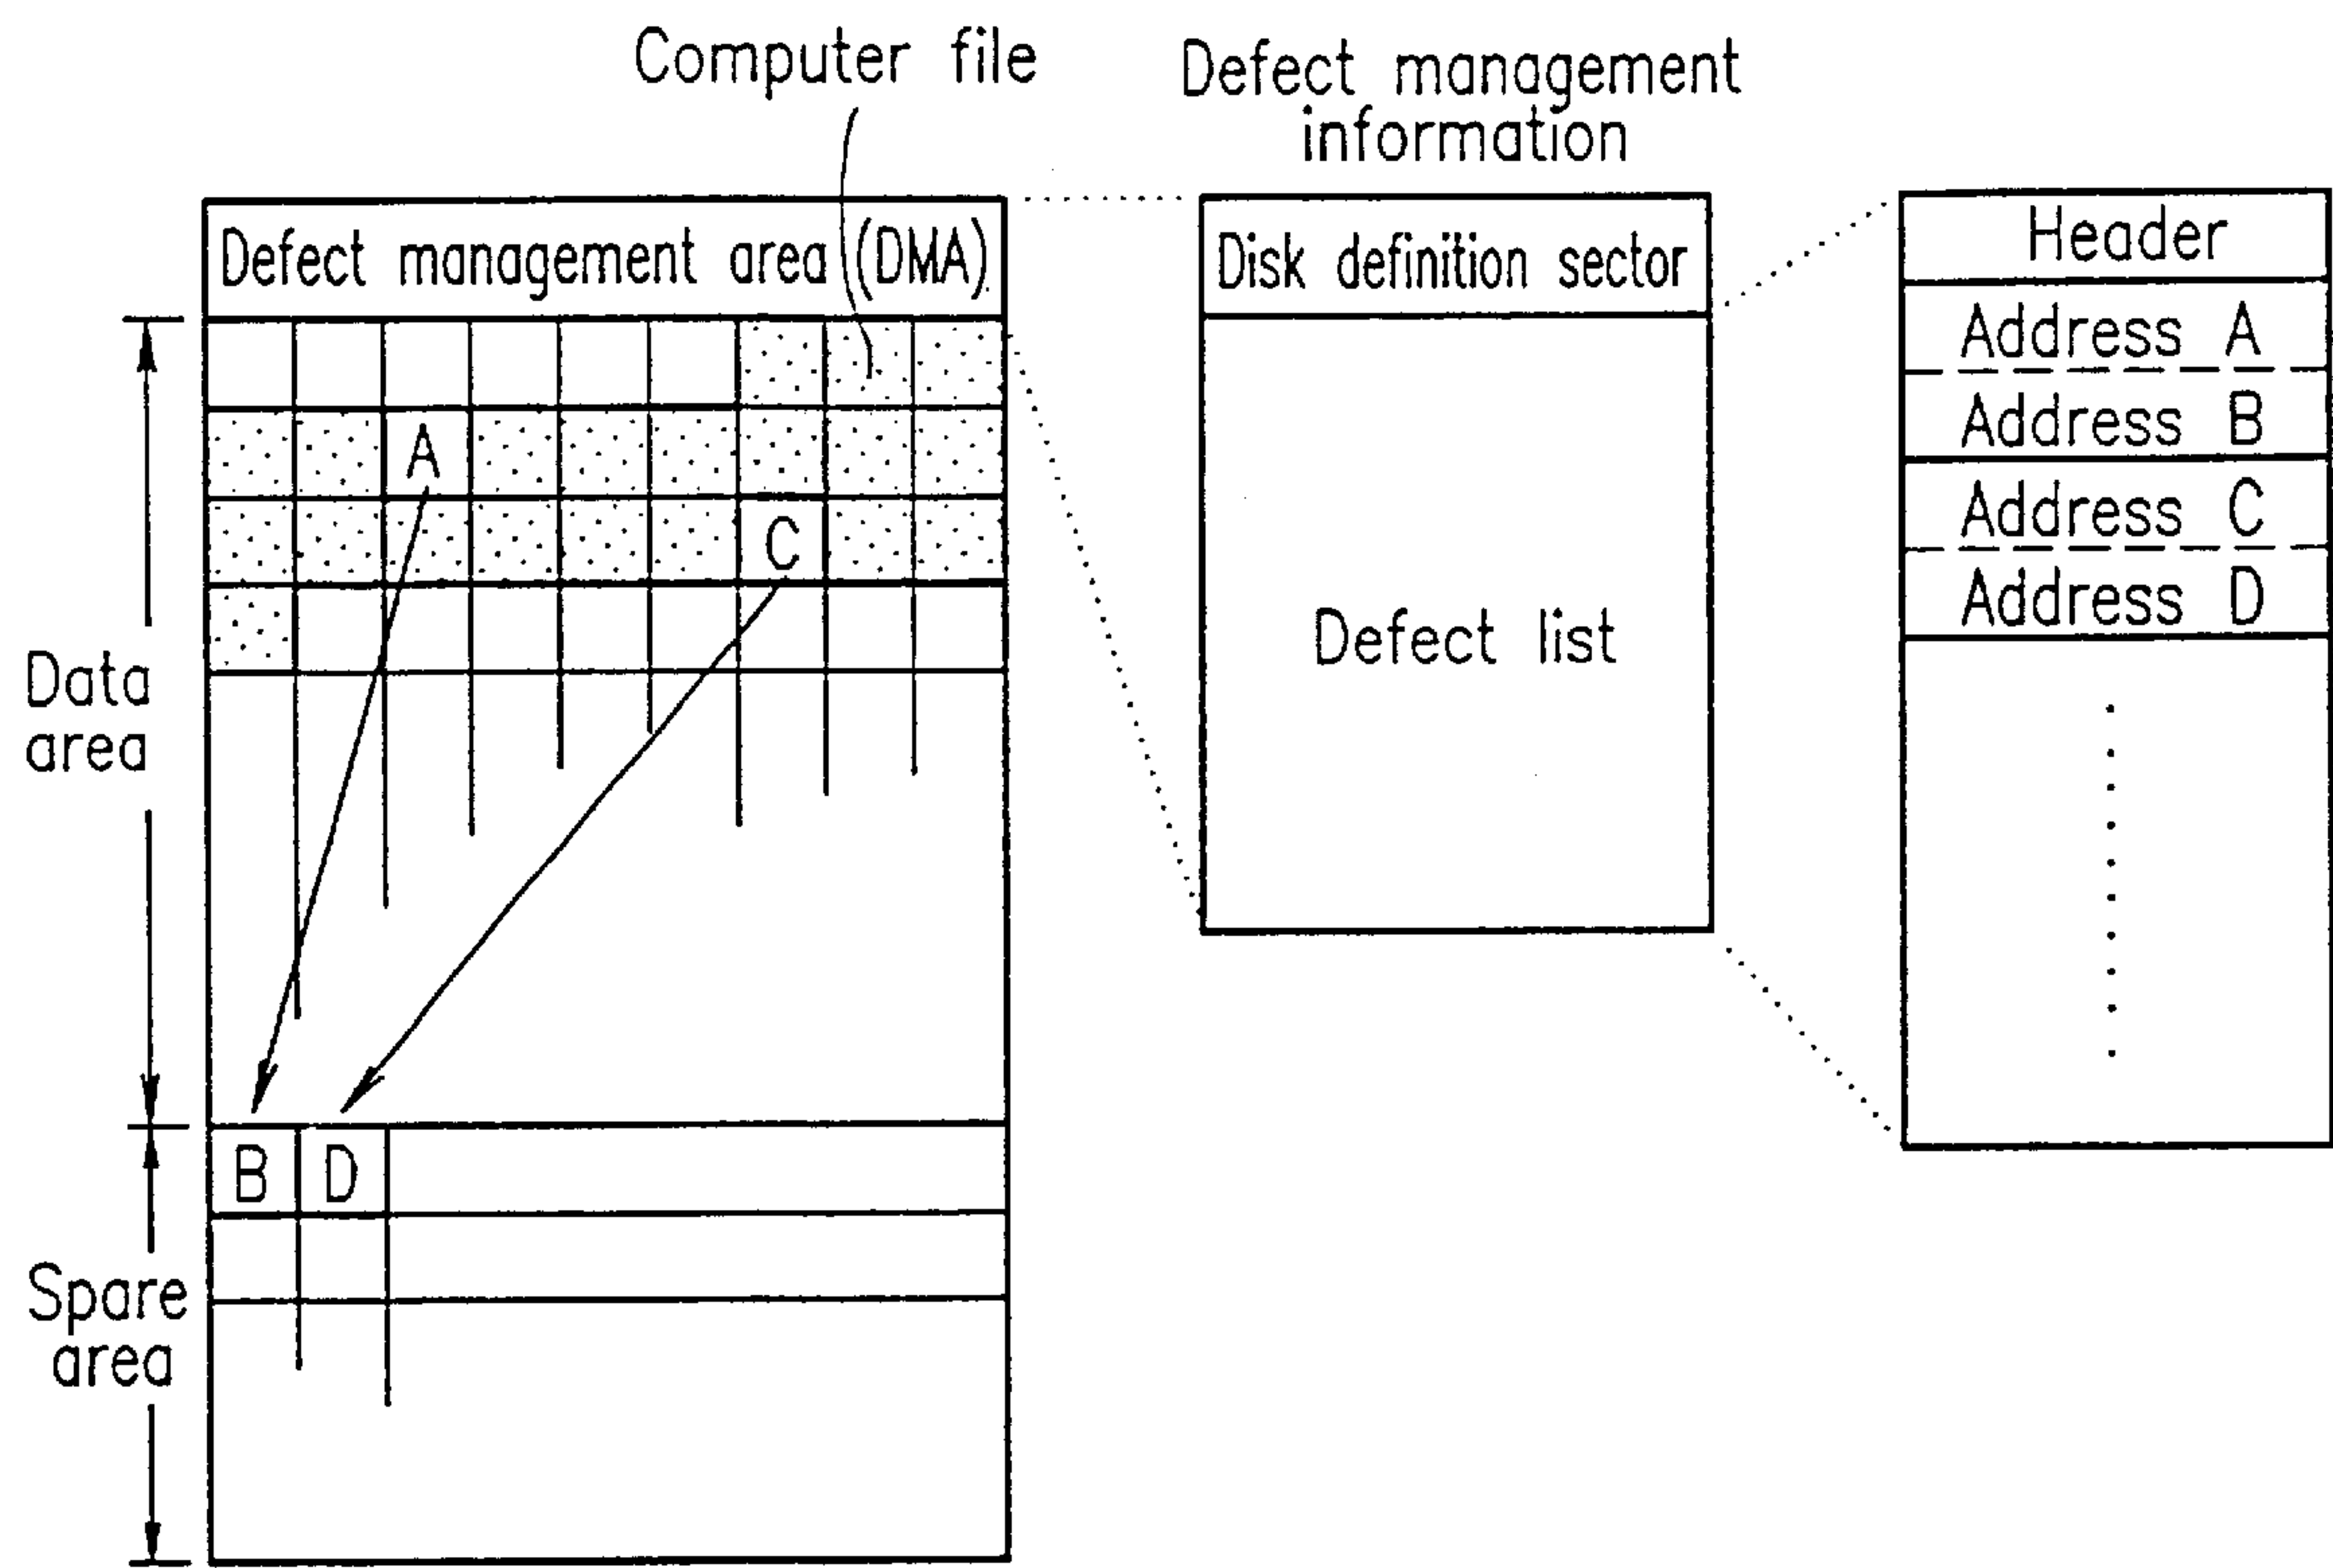 Computer file
Defect management
information
Defect management area (DMA)
Disk definition sector
Header
Address A
Address B
Address C
Address D
A
C
Defect list
Data
area
B D
Spare
area